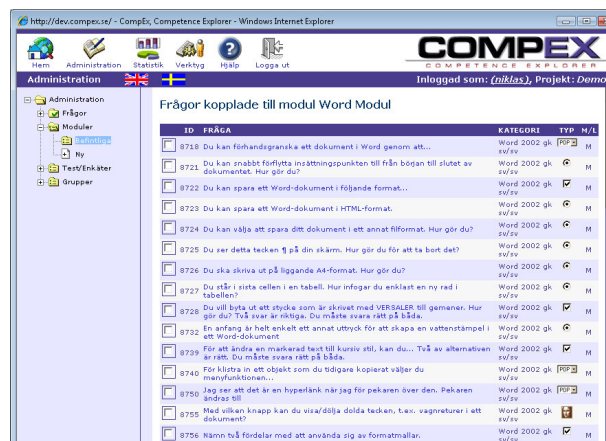 http://dev.compex.se/ - CompEx, Competence Explorer - Windows Internet Explorer
Hem Administration Statistik Verktyg Hjälp Logga ut
COMPEX
COMPETENCE EXPLORER
Administration Inloggad som: (niklas), Projekt: Demo
Administration
Frågor
Moduler
Befintliga
Ny
Test/Enkäter
Grupper
Frågor kopplade till modul Word Modul
ID FRÅGA KATEGORI TYP M/L
8718 Du kan förhandsgranska ett dokument i Word genom att... Word 2002 gk POP M
sv/sv
8721 Du kan snabbt förflytta insättningspunkten till från början till slutet av Word 2002 gk M
dokumentet. Hur gör du? sv/sv
8722 Du kan spara ett Word-dokument i följande format... Word 2002 gk M
sv/sv
8723 Du kan spara ett Word-dokument i HTML-format. Word 2002 gk M
sv/sv
8724 Du kan välja att spara ditt dokument i ett annat filformat. Hur gör du? Word 2002 gk M
sv/sv
8725 Du ser detta tecken ¶ på din skärm. Hur gör du för att ta bort det? Word 2002 gk M
sv/sv
8726 Du ska skriva ut på liggande A4-format. Hur gör du? Word 2002 gk M
sv/sv
8727 Du står i sista cellen i en tabell. Hur infogar du enklast en ny rad i Word 2002 gk M
tabellen? sv/sv
8728 Du vill byta ut ett stycke som är skrivet med VERSALER till gemener. Hur Word 2002 gk M
gör du? Två svar är riktiga. Du måste svara rätt på båda. sv/sv
8732 En anfang är helt enkelt ett annat uttryck för att skapa en vattenstämpel i Word 2002 gk M
ett Word-dokument sv/sv
8739 För att ändra en markerad text till kursiv stil, kan du... Två av alternativen Word 2002 gk M
är rätt. Du måste svara rätt på båda. sv/sv
8740 För klistra in ett objekt som du tidigare kopierat väljer du Word 2002 gk POP M
menyfunktionen... sv/sv
8750 Jag ser att det är en hyperlänk när jag för pekaren över den. Pekaren Word 2002 gk POP M
ändras till sv/sv
8755 Med vilken knapp kan du visa/dölja dolda tecken, t.ex. vagnreturer i ett Word 2002 gk M
dokument? sv/sv
8756 Nämn två fördelar med att använda sig av formatmallar. Word 2002 gk M
sv/sv